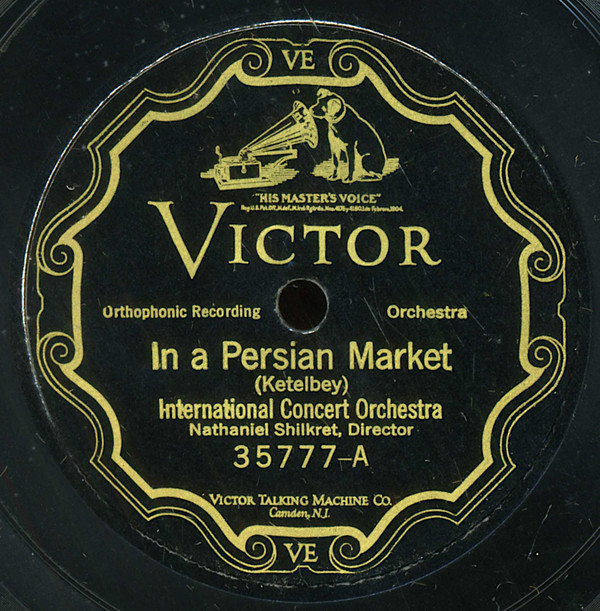 VE
"HIS MASTER'S VOICE"
VICTOR
Orthophonic Recording
Orchestra
In a Persian Market
(Ketelbey)
International Concert Orchestra
Nathaniel Shilkret, Director
35777-A
VICTOR TALKING MACHINE CO.
Camden, N.J.
VE